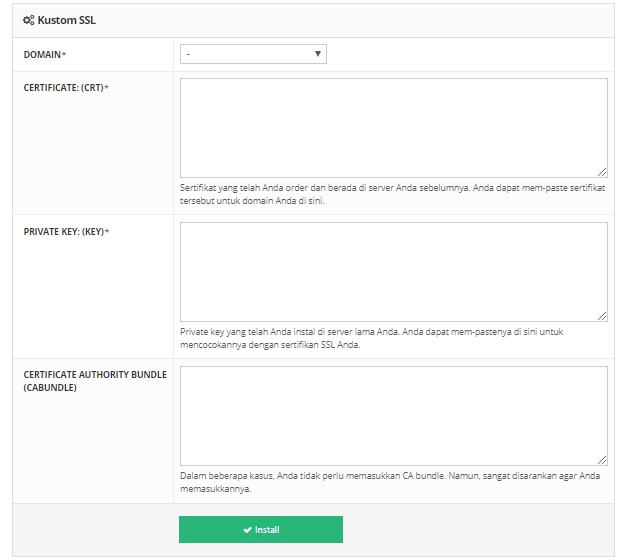 Kustom SSL
DOMAIN*
-
CERTIFICATE: (CRT)*
Sertifikat yang telah Anda order dan berada di server Anda sebelumnya. Anda dapat mem-paste sertifikat
tersebut untuk domain Anda di sini.
PRIVATE KEY: (KEY)*
Private key yang telah Anda instal di server lama Anda. Anda dapat mem-pastenya di sini untuk
mencocokannya dengan sertifikan SSL Anda.
CERTIFICATE AUTHORITY BUNDLE
(CABUNDLE)
Dalam beberapa kasus, Anda tidak perlu memasukkan CA bundle. Namun, sangat disarankan agar Anda
memasukkannya.
Install